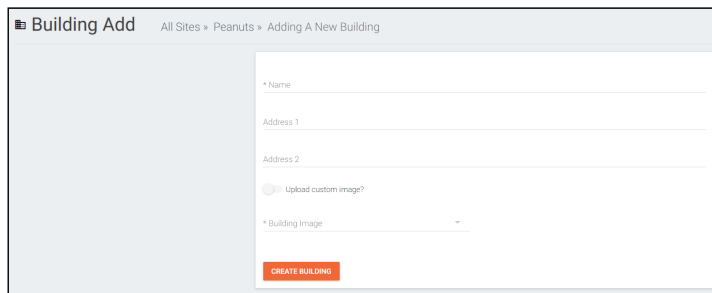 Building Add
All Sites » Peanuts » Adding A New Building
* Name
Address 1
Address 2
Upload custom image?
* Building Image
CREATE BUILDING